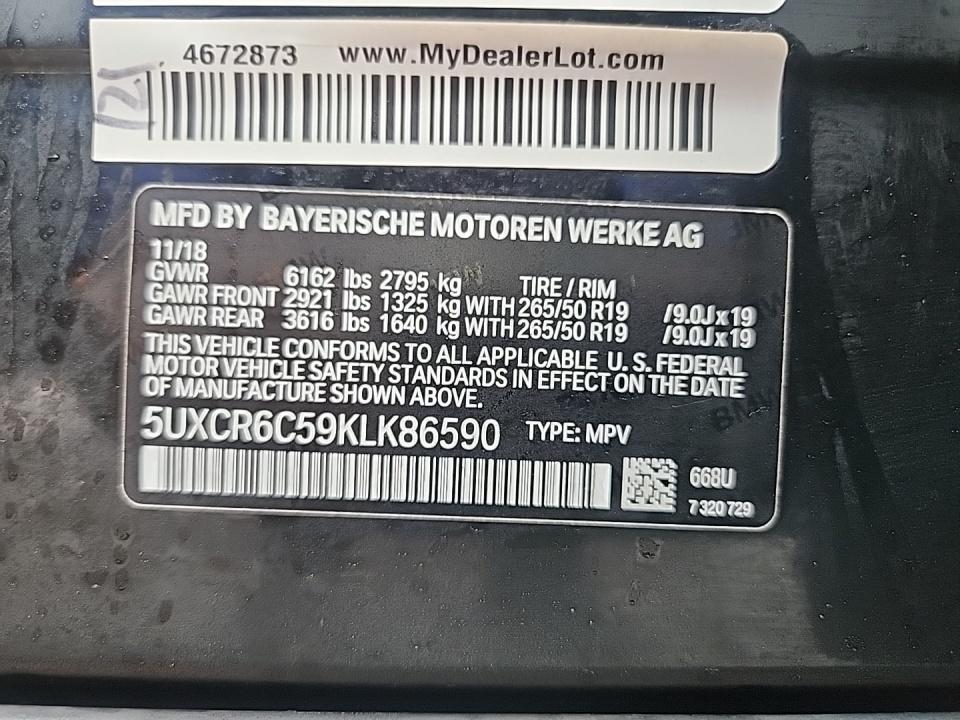 4672873 www.MyDealerLot.com
MFD BY BAYERISCHE MOTOREN WERKE AG
11/18
GVWR 6162 lbs 2795 kg TIRE / RIM
GAWR FRONT 2921 lbs 1325 kg WITH 265/50 R19 /9.0J x 19
GAWR REAR 3616 lbs 1640 kg WITH 265/50 R19 /9.0J x 19
THIS VEHICLE CONFORMS TO ALL APPLICABLE U.S. FEDERAL
MOTOR VEHICLE SAFETY STANDARDS IN EFFECT ON THE DATE
OF MANUFACTURE SHOWN ABOVE.
5UXCR6C59KLK86590 TYPE: MPV
668U
7 320 729